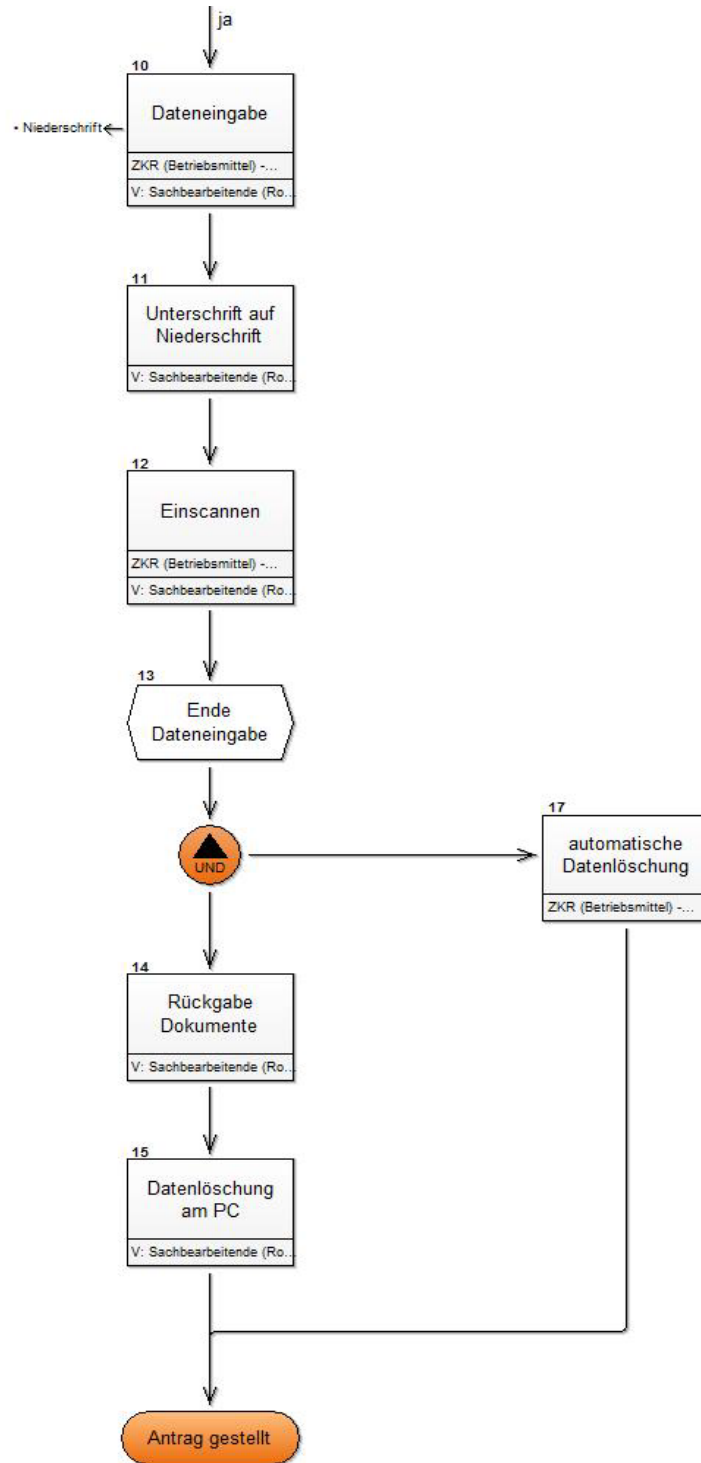 ja
10
Dateneingabe
• Niederschrift
ZKR (Betriebsmittel) -...
V: Sachbearbeitende (Ro...
11
Unterschrift auf
Niederschrift
V: Sachbearbeitende (Ro...
12
Einscannen
ZKR (Betriebsmittel) -...
V: Sachbearbeitende (Ro...
13
Ende
Dateneingabe
UND
17
automatische
Datenlöschung
ZKR (Betriebsmittel) -...
14
Rückgabe
Dokumente
V: Sachbearbeitende (Ro...
15
Datenlöschung
am PC
V: Sachbearbeitende (Ro...
Antrag gestellt